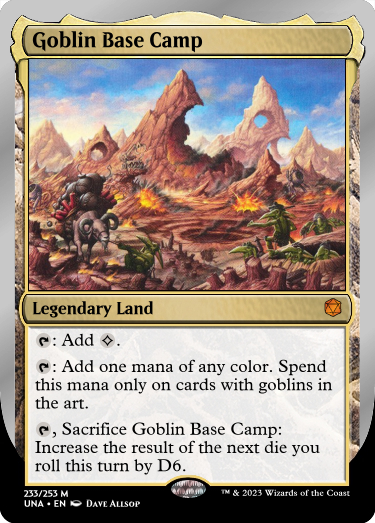 Goblin Base Camp
Legendary Land
: Add .
: Add one mana of any color. Spend
this mana only on cards with goblins in
the art.
, Sacrifice Goblin Base Camp:
Increase the result of the next die you
roll this turn by D6.
233/253 M
UNA • EN Dave Allsop
™ & 2023 Wizards of the Coast